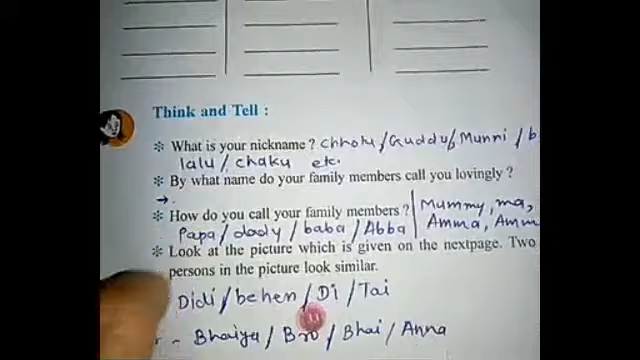 Think and Tell :
* What is your nickname? chhotu/Guddu/Munni/b
lalu/chaku etc.
* By what name do your family members call you lovingly?
→.
* How do you call your family members? | Mummy, ma,
Papa/dady/baba/Abba | Amma, Amm
* Look at the picture which is given on the nextpage. Two
persons in the picture look similar.
Didi/behen/Di/Tai
Bhaiya/Bro/Bhai/Anna